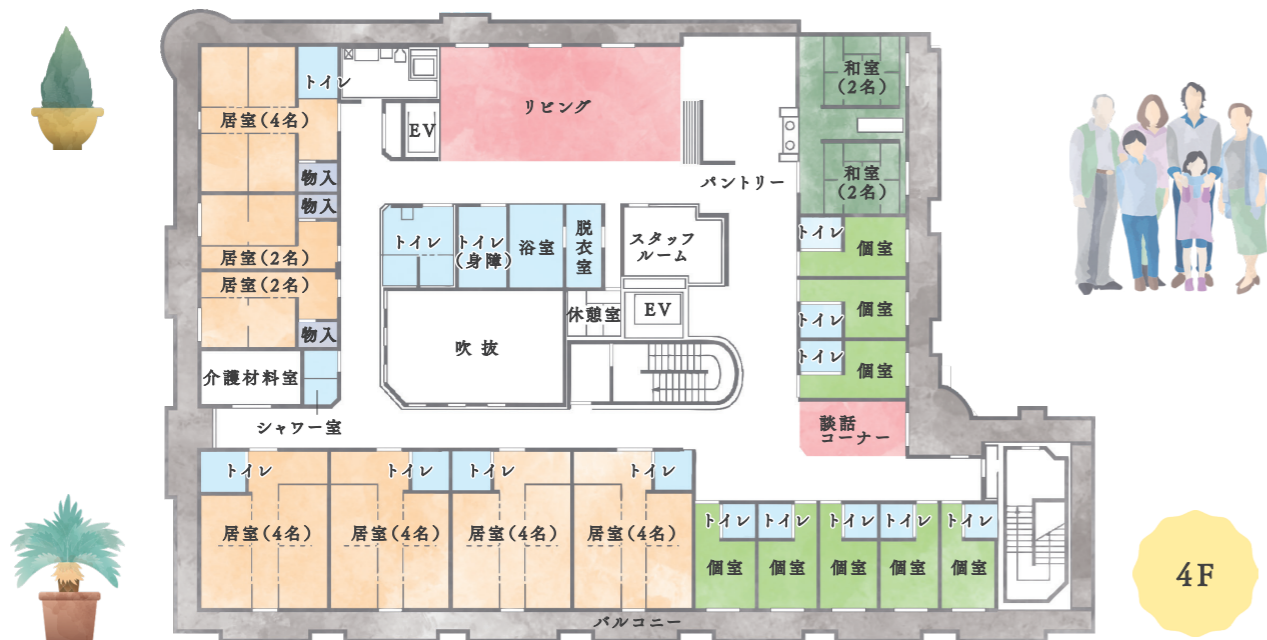 トイレ
和室
(2名)
リビング
居室(4名)
EV
和室
(2名)
物入
パントリー
物入
トイレ
トイレ
(身障)
浴室
脱衣室
スタッフ
ルーム
トイレ
個室
居室(2名)
居室(2名)
休憩室
EV
個室
トイレ
物入
吹抜
トイレ
個室
介護材料室
談話
コーナー
シャワー室
トイレ
トイレ
トイレ
トイレ
居室(4名)
居室(4名)
居室(4名)
居室(4名)
トイレ
トイレ
トイレ
トイレ
トイレ
個室
個室
個室
個室
個室
4F
バルコニー